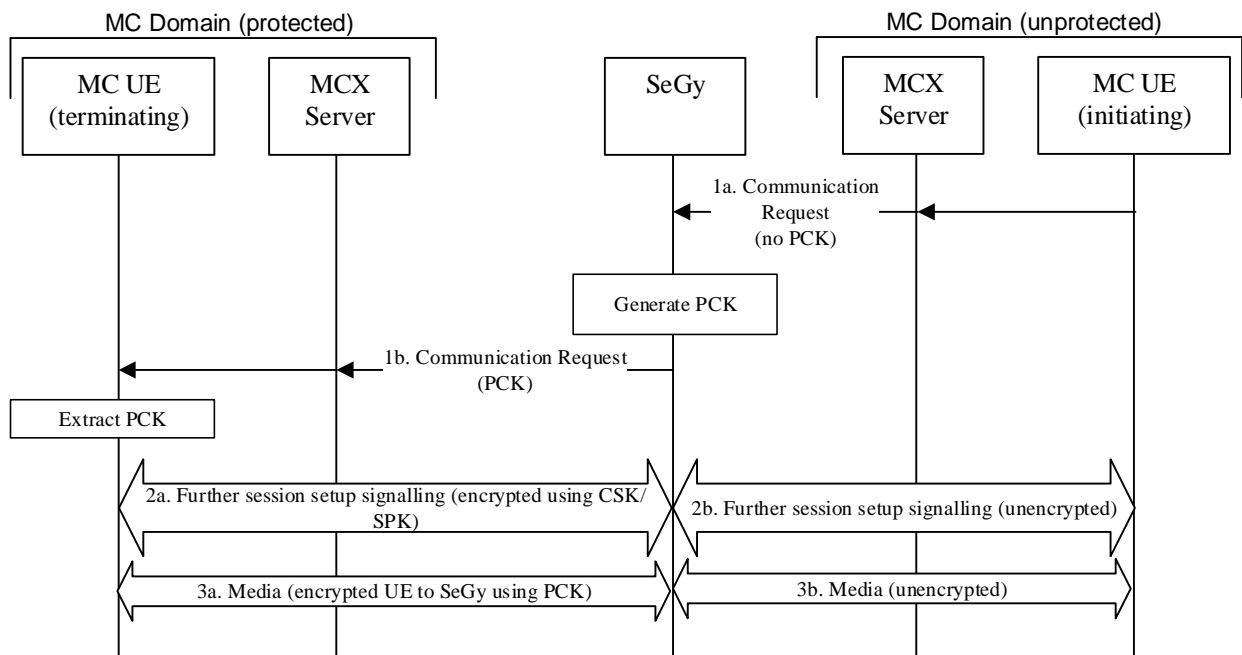 MC Domain (protected)
MC Domain (unprotected)
MC UE
(terminating)
MCX
Server
SeGy
MCX
Server
MC UE
(initiating)
1a. Communication
Request
(no PCK)
Generate PCK
1b. Communication Request
(PCK)
Extract PCK
2a. Further session setup signalling (encrypted using CSK/
SPK)
2b. Further session setup signalling (unencrypted)
3a. Media (encrypted UE to SeGy using PCK)
3b. Media (unencrypted)